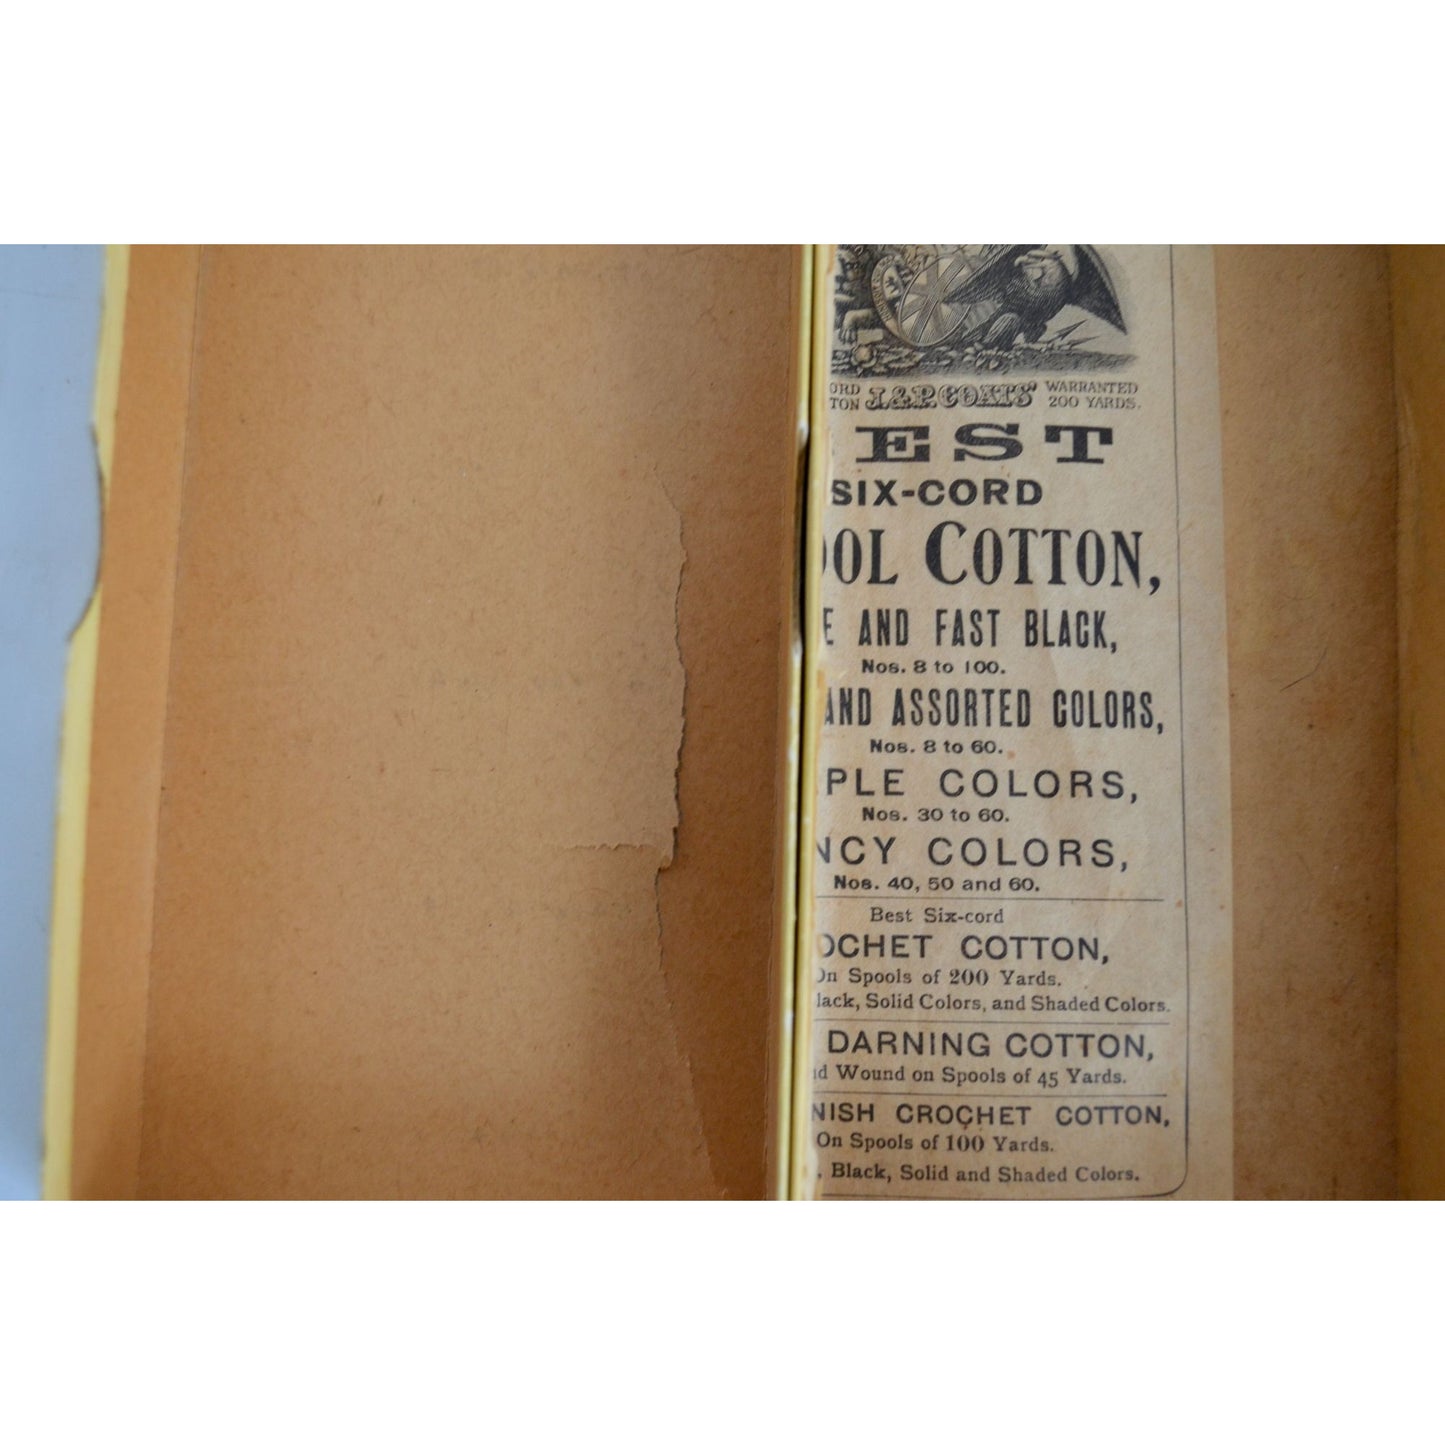 ORD J. & P. COATS' WARRANTED
TON 200 YARDS.
EST
SIX-CORD
OOL COTTON,
E AND FAST BLACK,
Nos. 8 to 100.
AND ASSORTED COLORS,
Nos. 8 to 60.
PLE COLORS,
Nos. 30 to 60.
NCY COLORS,
Nos. 40, 50 and 60.
Best Six-cord
OCHET COTTON,
On Spools of 200 Yards.
lack, Solid Colors, and Shaded Colors.
DARNING COTTON,
nd Wound on Spools of 45 Yards.
NISH CROCHET COTTON,
On Spools of 100 Yards.
, Black, Solid and Shaded Colors.